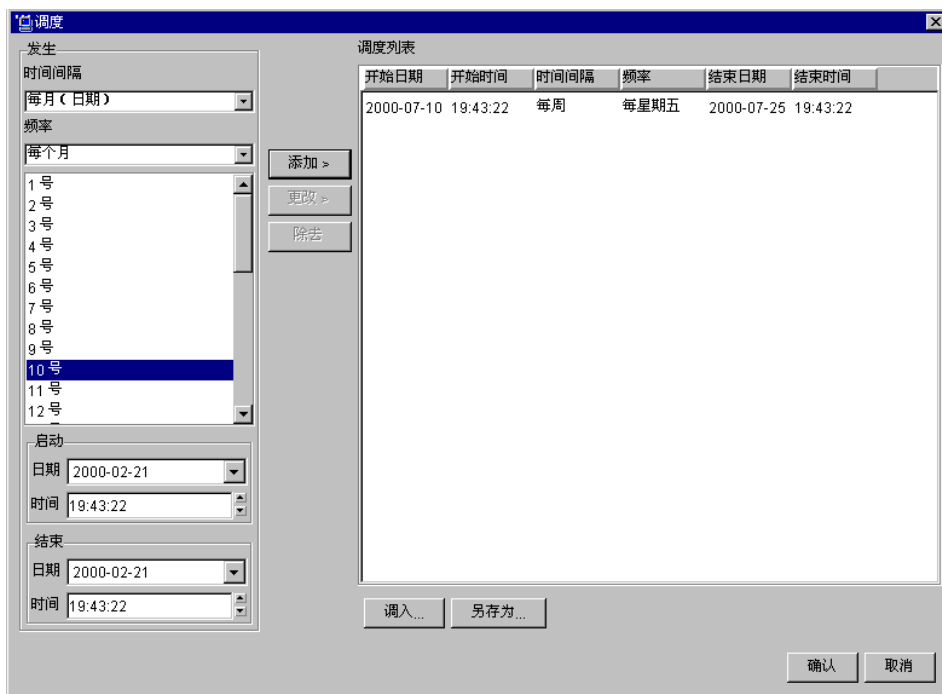 调度
发生
时间间隔
每月(日期)
频率
每个月
1 号
2 号
3 号
4 号
5 号
6 号
7 号
8 号
9 号
10 号
11 号
12 号
启动
日期 2000-02-21
时间 19:43:22
结束
日期 2000-02-21
时间 19:43:22
添加 >
更改 >
除去
调度列表
开始日期 开始时间 时间间隔 频率 结束日期 结束时间
2000-07-10 19:43:22 每周 每星期五 2000-07-25 19:43:22
调入... 另存为...
确认 取消